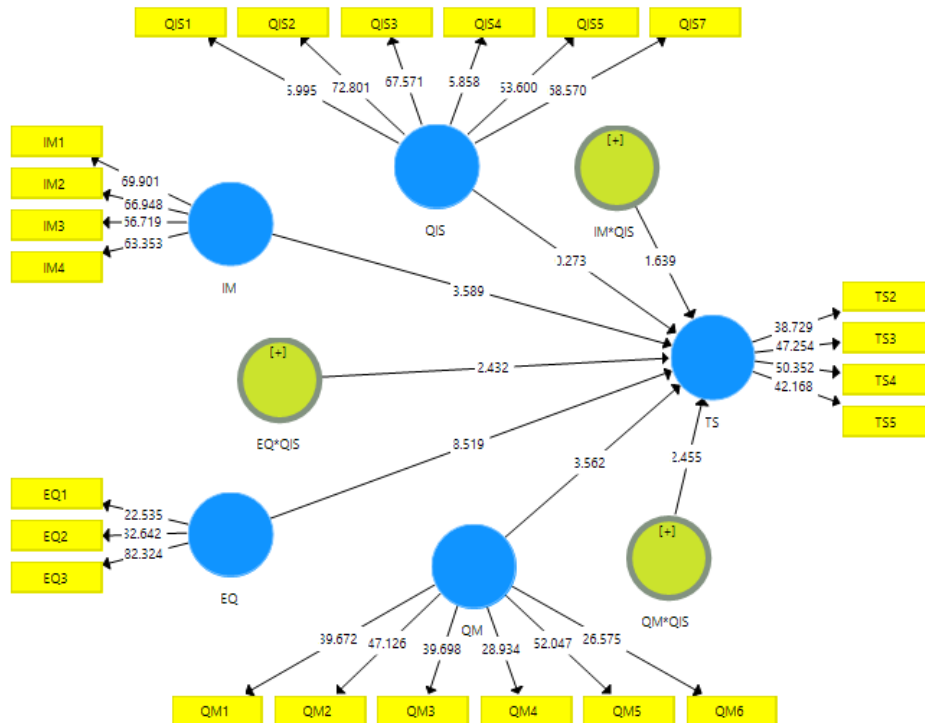 QIS1
QIS2
QIS3
QIS4
QIS5
QIS7
72.801
67.571
5.858
53.600
58.570
IM1
IM2
IM3
IM4
69.901
66.948
63.353
IM
QIS
[+]
IM*QIS
0.273
1.639
3.589
[+]
EQ*QIS
2.432
TS2
TS3
TS4
TS5
38.729
47.254
50.352
42.168
TS
8.519
3.562
2.455
EQ1
EQ2
EQ3
22.535
82.324
EQ
QM
[+]
QM*QIS
39.672
47.126
39.698
28.934
52.047
26.575
QM1
QM2
QM3
QM4
QM5
QM6